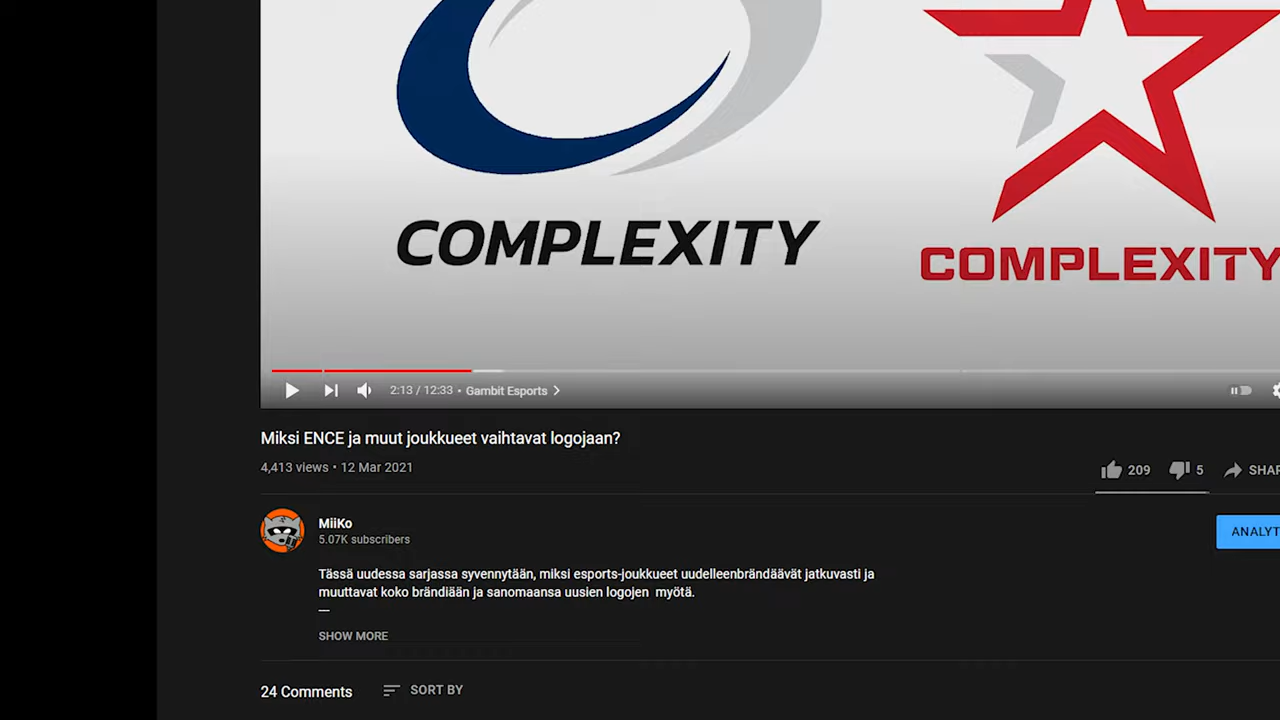 COMPLEXITY
COMPLEXITY
2:13 / 12:33 • Gambit Esports
Miksi ENCE ja muut joukkueet vaihtavat logojaan?
4,413 views • 12 Mar 2021
209
5
SHAR
MiiKo
5.07K subscribers
ANALYT
Tässä uudessa sarjassa syvennytään, miksi esports-joukkueet uudelleenbrändäävät jatkuvasti ja
muuttavat koko brändiään ja sanomaansa uusien logojen myötä.
—
SHOW MORE
24 Comments
SORT BY